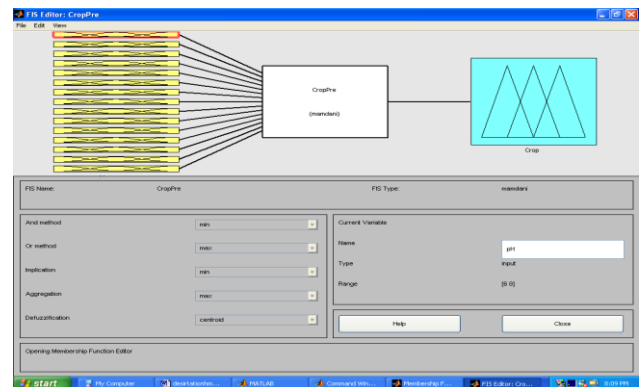 FIS Editor: CropPre
File Edit View
CropPre
(mamdani)
Crop
FIS Name: CropPre FIS Type: mamdani
And method min
Or method max
Implication min
Aggregation max
Defuzzification centroid
Current Variable
Name pH
Type input
Range
Help Close
Opening Membership Function Editor
start My Computer MATLAB Command Win... Membership F... FIS Editor: Cro... 8:09 PM